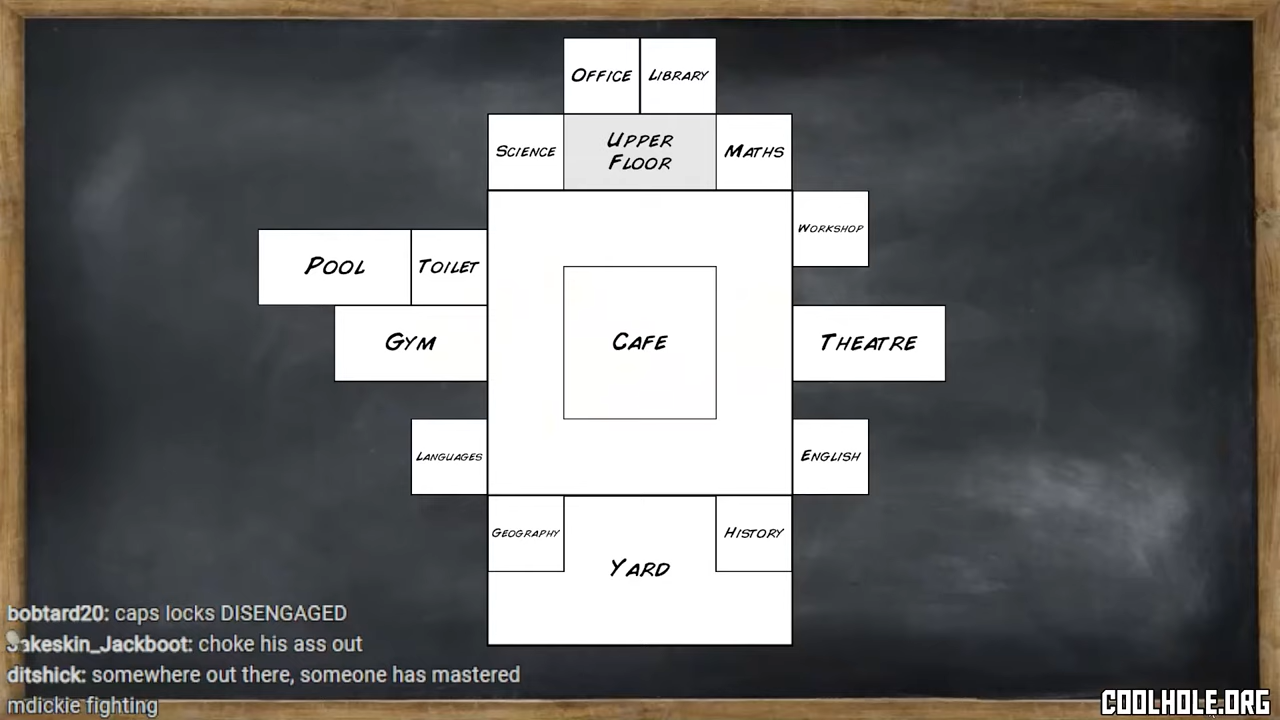 Office Library
Science Upper Floor Maths
Workshop
Pool Toilet
Gym Cafe Theatre
Languages English
Geography History
Yard
bobtard20: caps locks DISENGAGED
Jakeskin_Jackboot: choke his ass out
ditshick: somewhere out there, someone has mastered
mdickie fighting
COOLHOLE.ORG